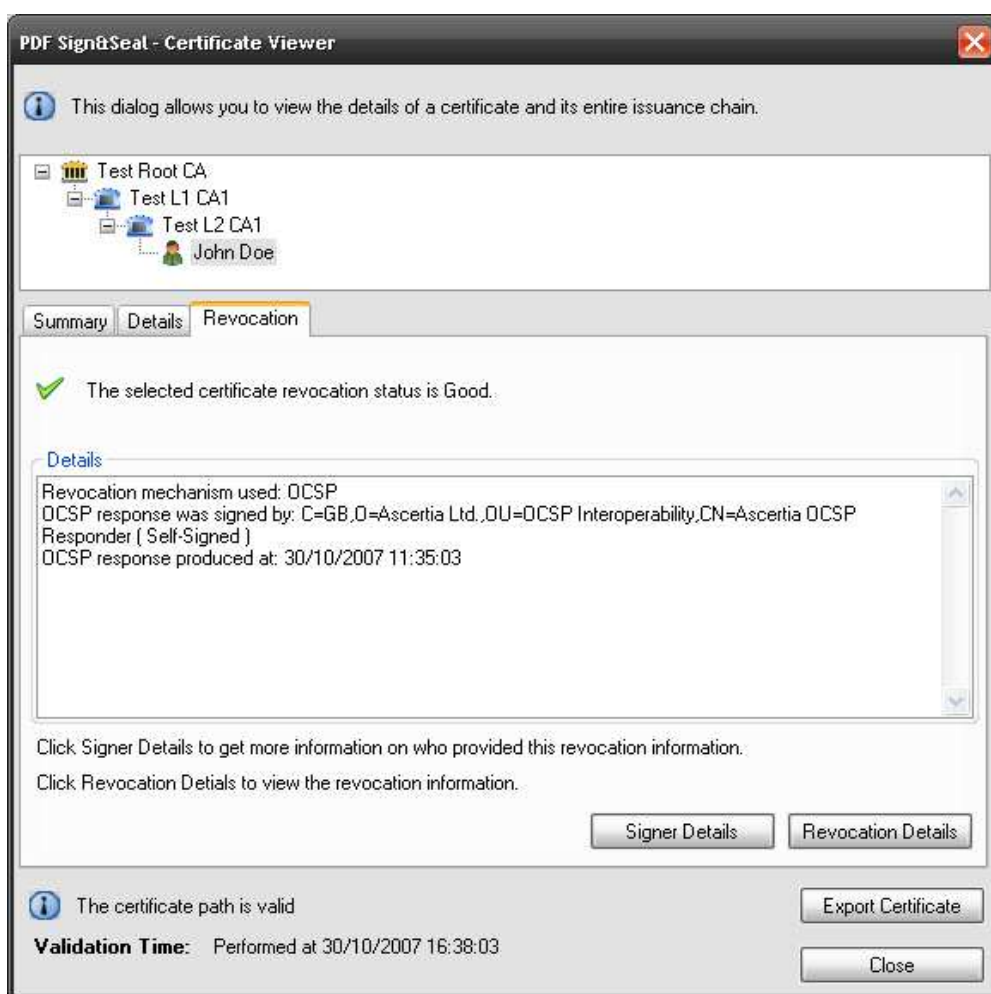 PDF Sign&Seal - Certificate Viewer
This dialog allows you to view the details of a certificate and its entire issuance chain.
Test Root CA
Test L1 CA1
Test L2 CA1
John Doe
Summary Details Revocation
The selected certificate revocation status is Good.
Details
Revocation mechanism used: OCSP
OCSP response was signed by: C=GB,O=Ascertia Ltd.,OU=OCSP Interoperability,CN=Ascertia OCSP
Responder ( Self-Signed )
OCSP response produced at: 30/10/2007 11:35:03
Click Signer Details to get more information on who provided this revocation information.
Click Revocation Detials to view the revocation information.
Signer Details Revocation Details
The certificate path is valid
Export Certificate
Validation Time: Performed at 30/10/2007 16:38:03
Close